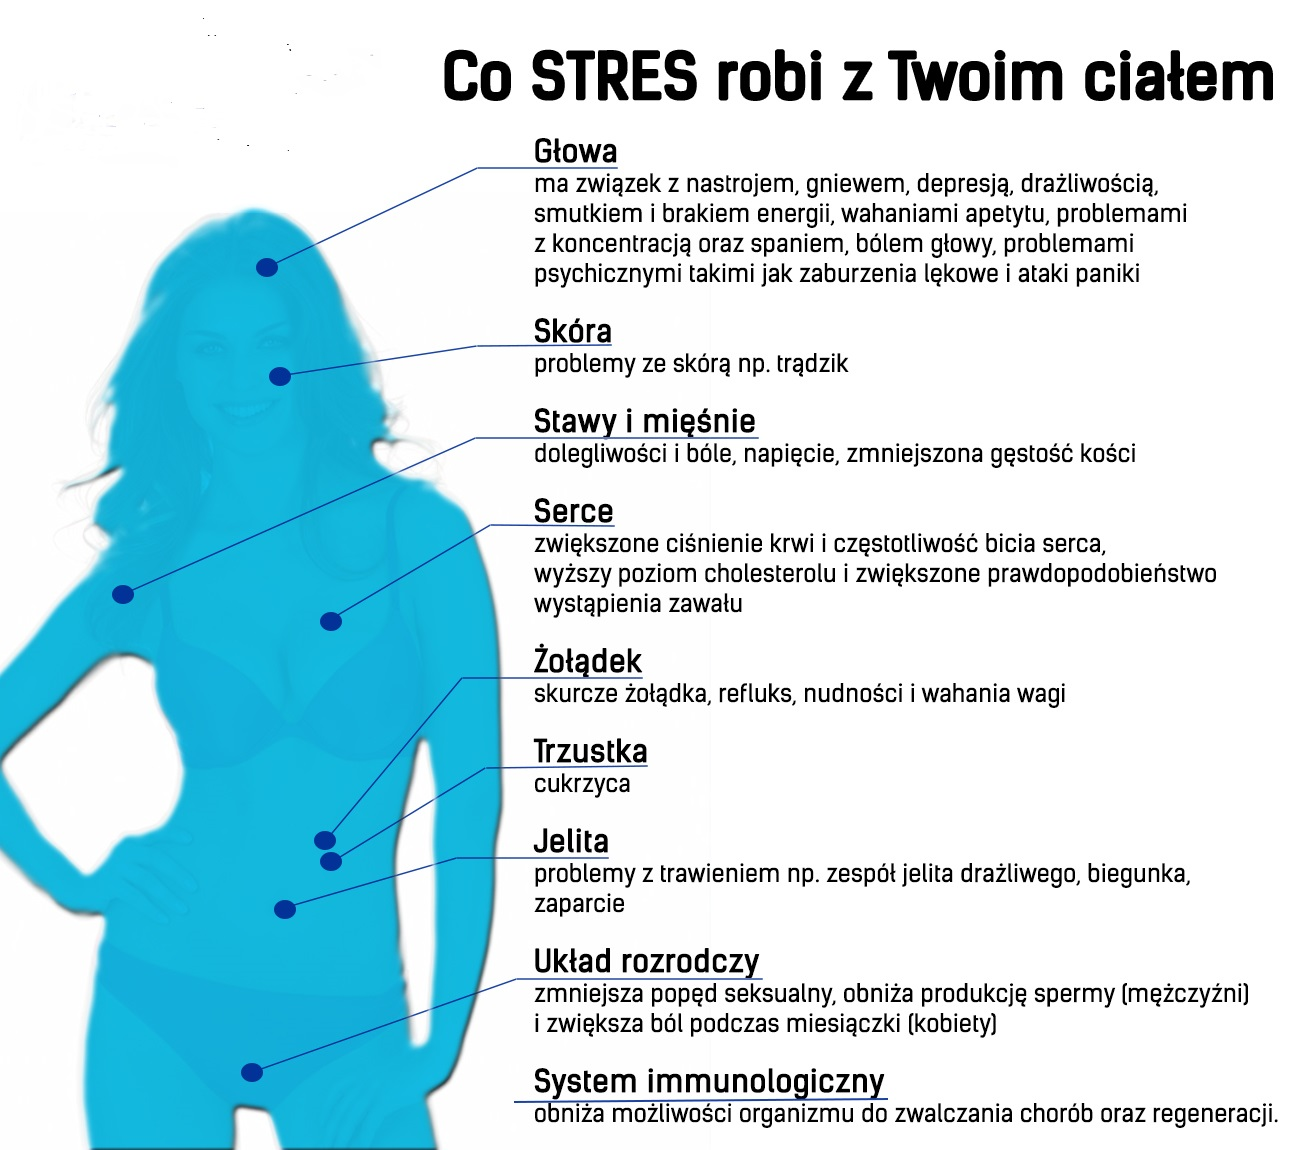 Co STRES robi z Twoim ciałem
Głowa
ma związek z nastrojem, gniewem, depresją, drażliwością,
smutkiem i brakiem energii, wahaniami apetytu, problemami
z koncentracją oraz spaniem, bólem głowy, problemami
psychicznymi takimi jak zaburzenia lękowe i ataki paniki
Skóra
problemy ze skórą np. trądzik
Stawy i mięśnie
dolegliwości i bóle, napięcie, zmniejszona gęstość kości
Serce
zwiększone ciśnienie krwi i częstotliwość bicia serca,
wyższy poziom cholesterolu i zwiększone prawdopodobieństwo
wystąpienia zawału
Żołądek
skurcze żołądka, refluks, nudności i wahania wagi
Trzustka
cukrzyca
Jelita
problemy z trawieniem np. zespół jelita drażliwego, biegunka,
zaparcie
Układ rozrodczy
zmniejsza popęd seksualny, obniża produkcję spermy (mężczyźni)
i zwiększa ból podczas miesiączki (kobiety)
System immunologiczny
obniża możliwości organizmu do zwalczania chorób oraz regeneracji.